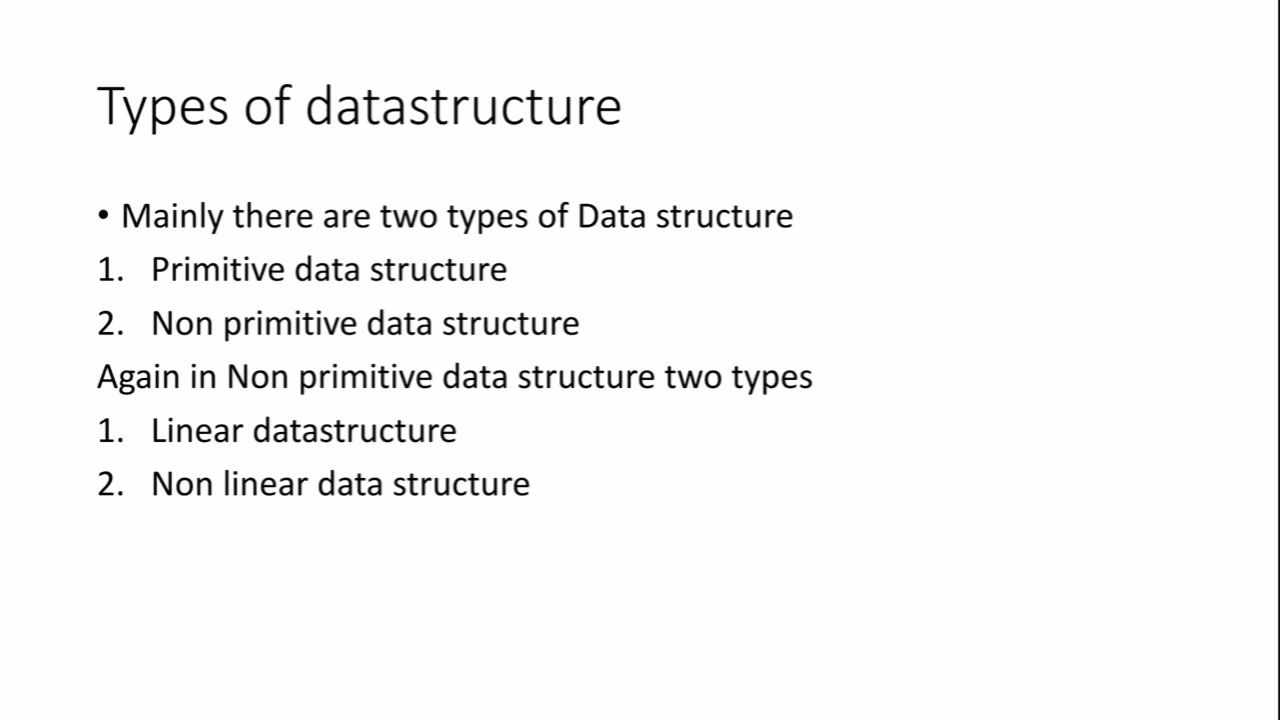 Types of datastructure
• Mainly there are two types of Data structure
1. Primitive data structure
2. Non primitive data structure
Again in Non primitive data structure two types
1. Linear datastructure
2. Non linear data structure